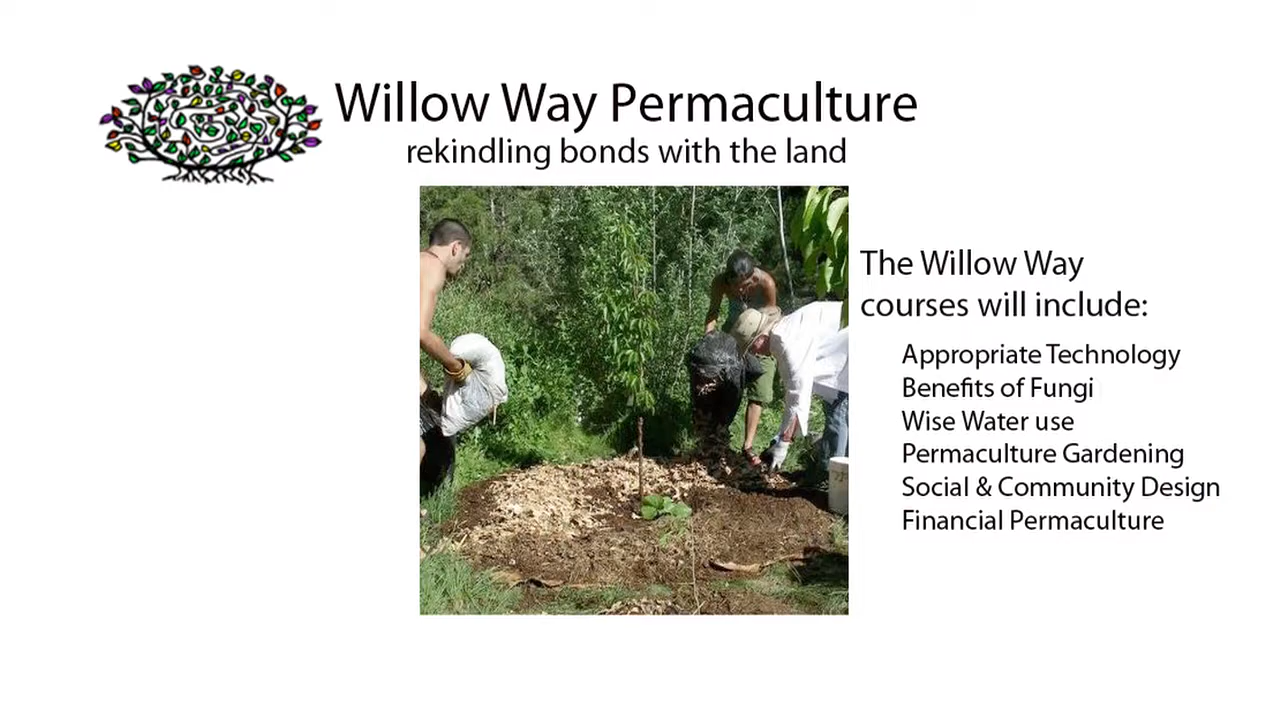 Willow Way Permaculture
rekindling bonds with the land
The Willow Way
courses will include:
Appropriate Technology
Benefits of Fungi
Wise Water use
Permaculture Gardening
Social & Community Design
Financial Permaculture